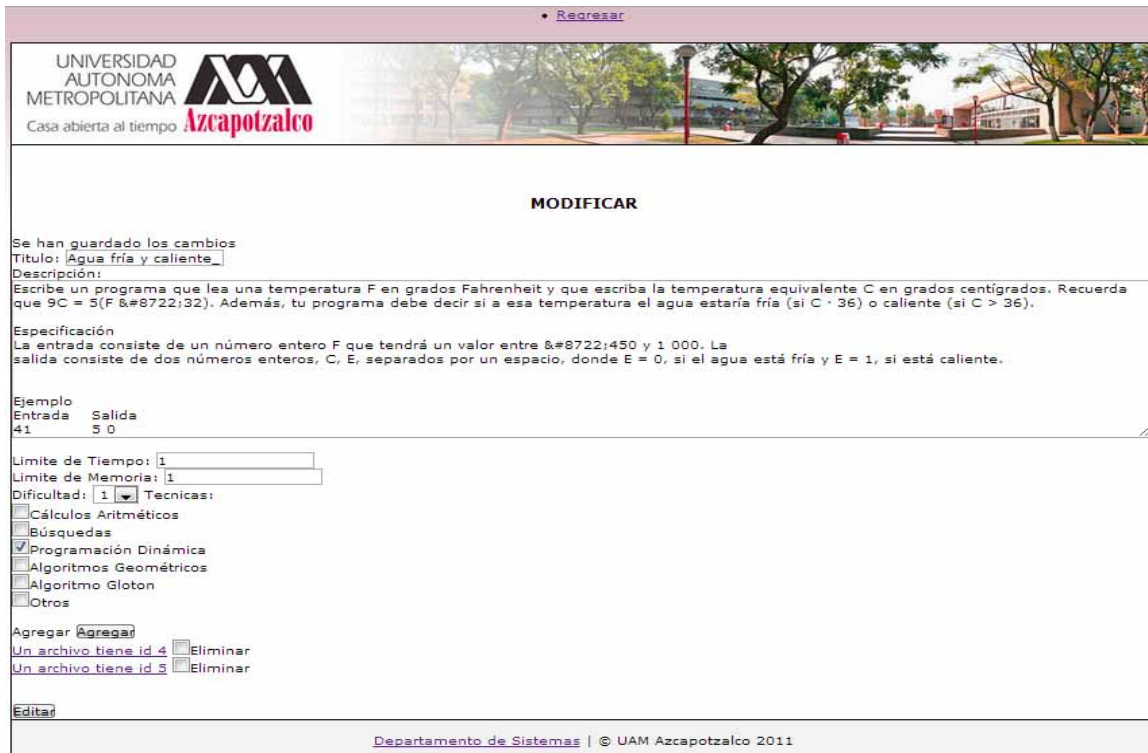 • Regresar
UNIVERSIDAD
AUTONOMA
METROPOLITANA
Casa abierta al tiempo Azcapotzalco
MODIFICAR
Se han guardado los cambios
Titulo: Agua fría y caliente_
Descripción:
Escribe un programa que lea una temperatura F en grados Fahrenheit y que escriba la temperatura equivalente C en grados centígrados. Recuerda
que 9C = 5(F &#8722;32). Además, tu programa debe decir si a esa temperatura el agua estaría fría (si C · 36) o caliente (si C > 36).
Especificación
La entrada consiste de un número entero F que tendrá un valor entre &#8722;450 y 1 000. La
salida consiste de dos números enteros, C, E, separados por un espacio, donde E = 0, si el agua está fría y E = 1, si está caliente.
Ejemplo
Entrada Salida
41 5 0
Limite de Tiempo: 1
Limite de Memoria: 1
Dificultad: 1 Tecnicas:
Cálculos Aritméticos
Búsquedas
Programación Dinámica
Algoritmos Geométricos
Algoritmo Gloton
Otros
Agregar Agregar
Un archivo tiene id 4 Eliminar
Un archivo tiene id 5 Eliminar
Editar
Departamento de Sistemas | © UAM Azcapotzalco 2011